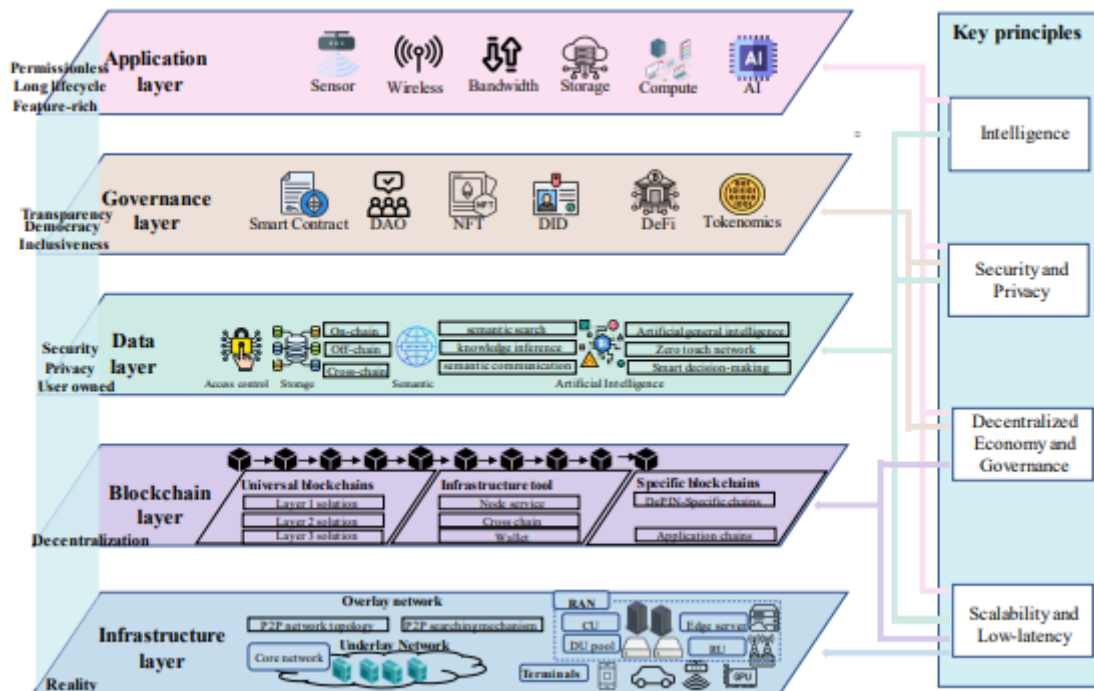 Key principles
Application
layer
Permissionless
Long lifecycle
Feature-rich
Sensor
Wireless
Bandwidth
Storage
Compute
AI
AI
Intelligence
Governance
layer
Transparency
Democracy
Inclusiveness
Smart Contract
DAO
NFT
NFT
DID
DeFi
Tokenomics
Security and
Privacy
Data
layer
Security
Privacy
User owned
Access control
On-chain
Off-chain
Cross-chain
Storage
Semantic
semantic search
knowledge inference
semantic communication
Artificial general intelligence
Zero touch network
Smart decision-making
Artificial Intelligence
Decentralized
Economy and
Governance
Blockchain
layer
Decentralization
Universal blockchains
Layer 1 solution
Layer 2 solution
Layer 3 solution
Infrastructure tool
Node service
Cross chain
Wallet
Specific blockchains
DePIN-Specific chains
Application chains
Scalability and
Low-latency
Infrastructure
layer
Reality
Overlay network
P2P network topology
P2P searching mechanism
Underlay Network
Core network
RAN
CU
DU pool
Edge server
RU
Terminals
GPU